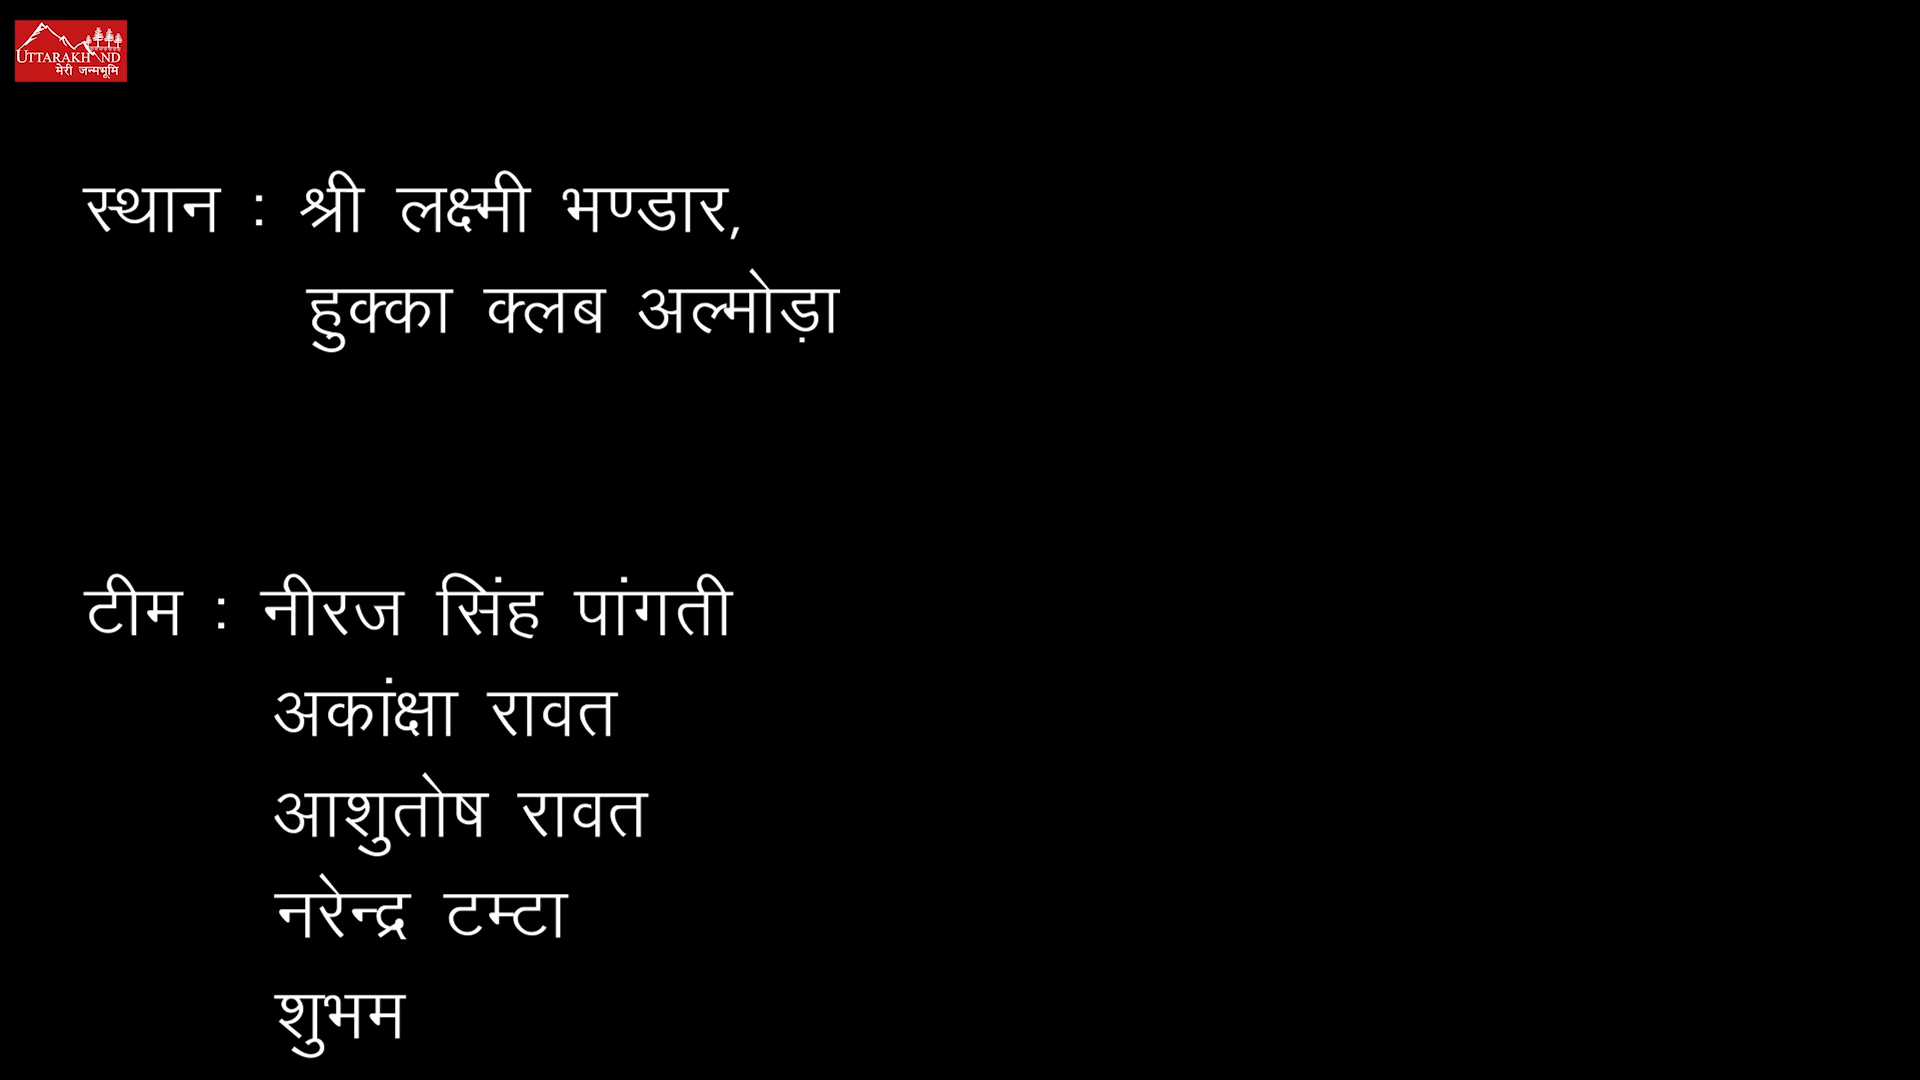 UTTARAKHAND
मेरी जन्मभूमि
स्थान : श्री लक्ष्मी भण्डार,
हुक्का क्लब अल्मोड़ा
टीम : नीरज सिंह पांगती
अकांक्षा रावत
आशुतोष रावत
नरेन्द्र टम्टा
शुभम